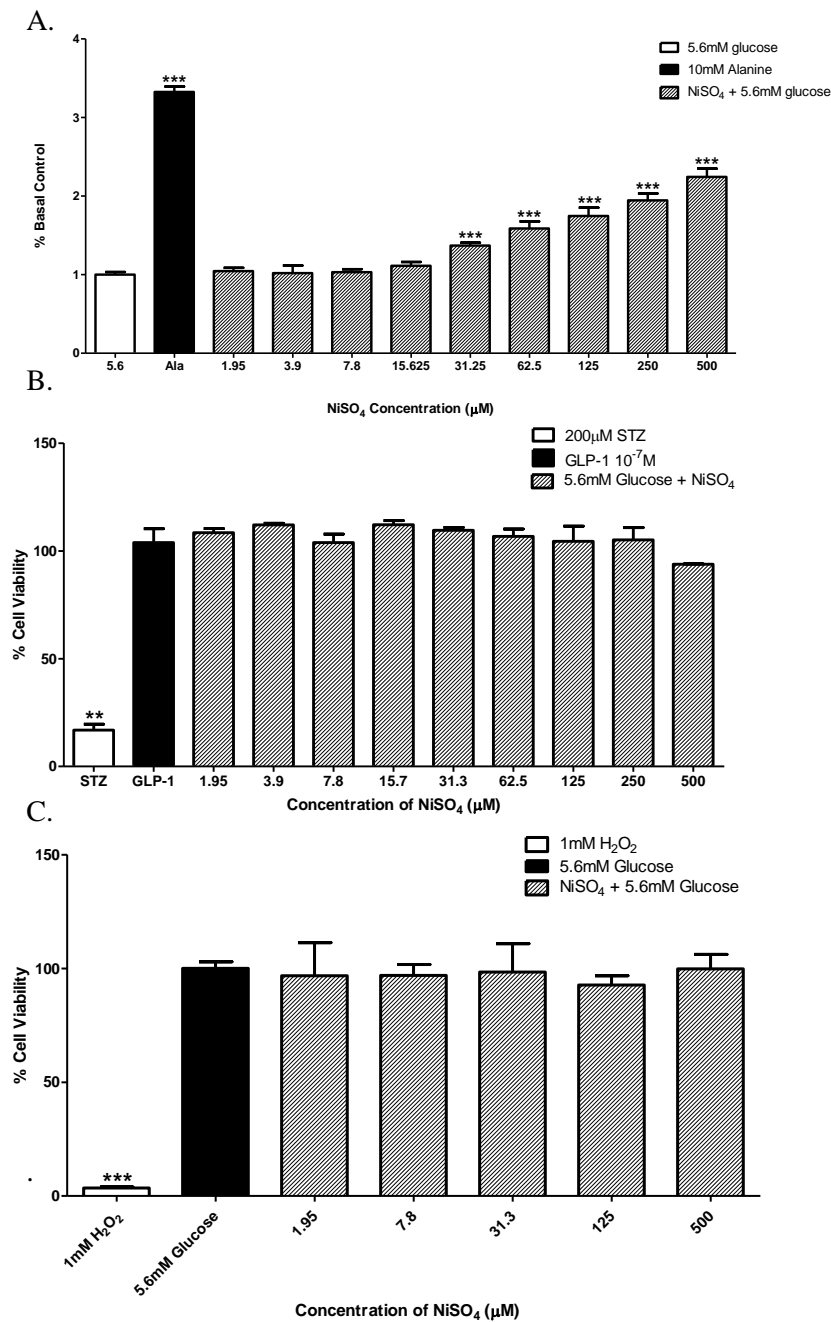 A.
5.6mM glucose
10mM Alanine
NiSO₄ + 5.6mM glucose
% Basal Control
4
3
2
1
0
***
***
***
***
***
***
5.6 Ala 1.95 3.9 7.8 15.625 31.25 62.5 125 250 500
NiSO₄ Concentration (µM)
B.
200µM STZ
GLP-1 10⁻⁷M
5.6mM Glucose + NiSO₄
% Cell Viability
150
100
50
0
**
STZ GLP-1 1.95 3.9 7.8 15.7 31.3 62.5 125 250 500
Concentration of NiSO₄ (µM)
C.
1mM H₂O₂
5.6mM Glucose
NiSO₄ + 5.6mM Glucose
% Cell Viability
150
100
50
0
.
***
1mM H₂O₂ 5.6mM Glucose 1.95 7.8 31.3 125 500
Concentration of NiSO₄ (µM)